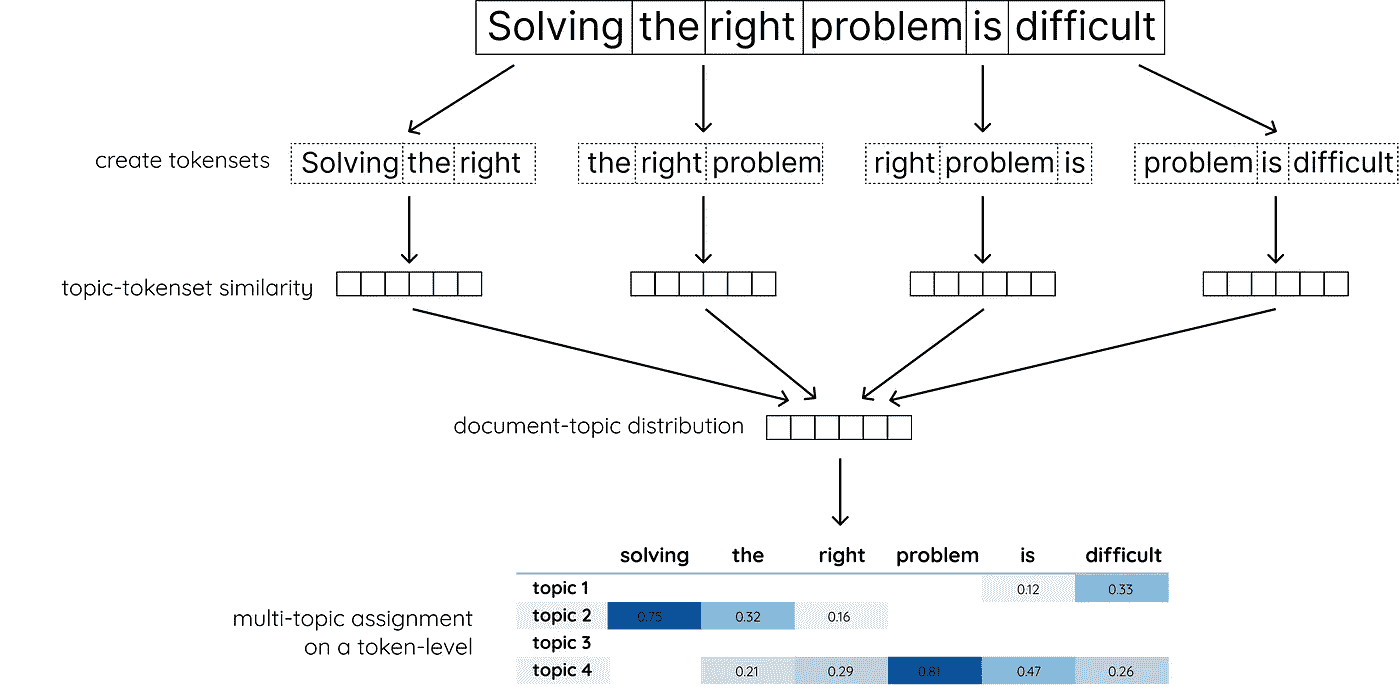 Solving the right problem is difficult
create tokensets Solving the right the right problem right problem is problem is difficult
topic-tokenset similarity
document-topic distribution
solving the right problem is difficult
topic 1 0.12 0.33
multi-topic assignment topic 2 0.75 0.32 0.16
on a token-level topic 3
topic 4 0.21 0.29 0.81 0.47 0.26